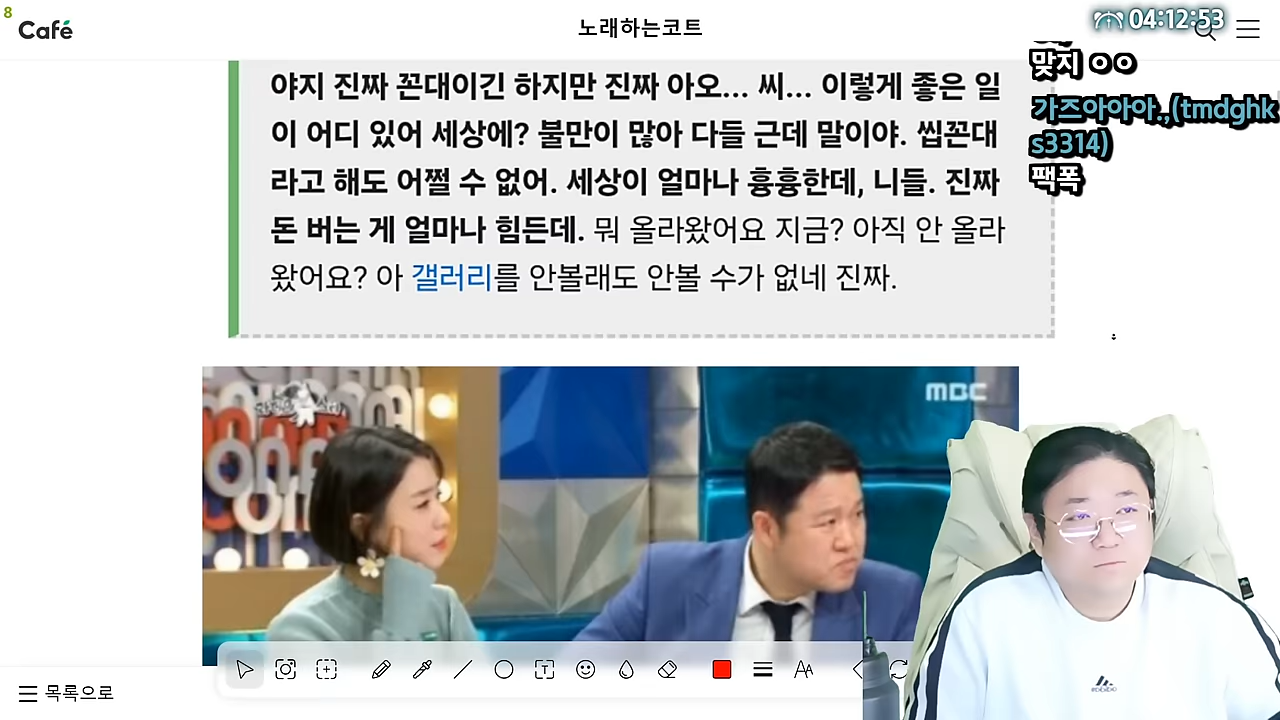 8
Café
노래하는코트
04:12:53
맞지 ㅇㅇ
가즈아아아.,(tmdghk
s3314)
팩폭
야지 진짜 꼰대이긴 하지만 진짜 아오... 씨... 이렇게 좋은 일
이 어디 있어 세상에? 불만이 많아 다들 근데 말이야. 씹꼰대
라고 해도 어쩔 수 없어. 세상이 얼마나 흉흉한데, 니들. 진짜
돈 버는 게 얼마나 힘든데. 뭐 올라왔어요 지금? 아직 안 올라
왔어요? 아 갤러리를 안볼래도 안볼 수가 없네 진짜.
MBC
목록으로